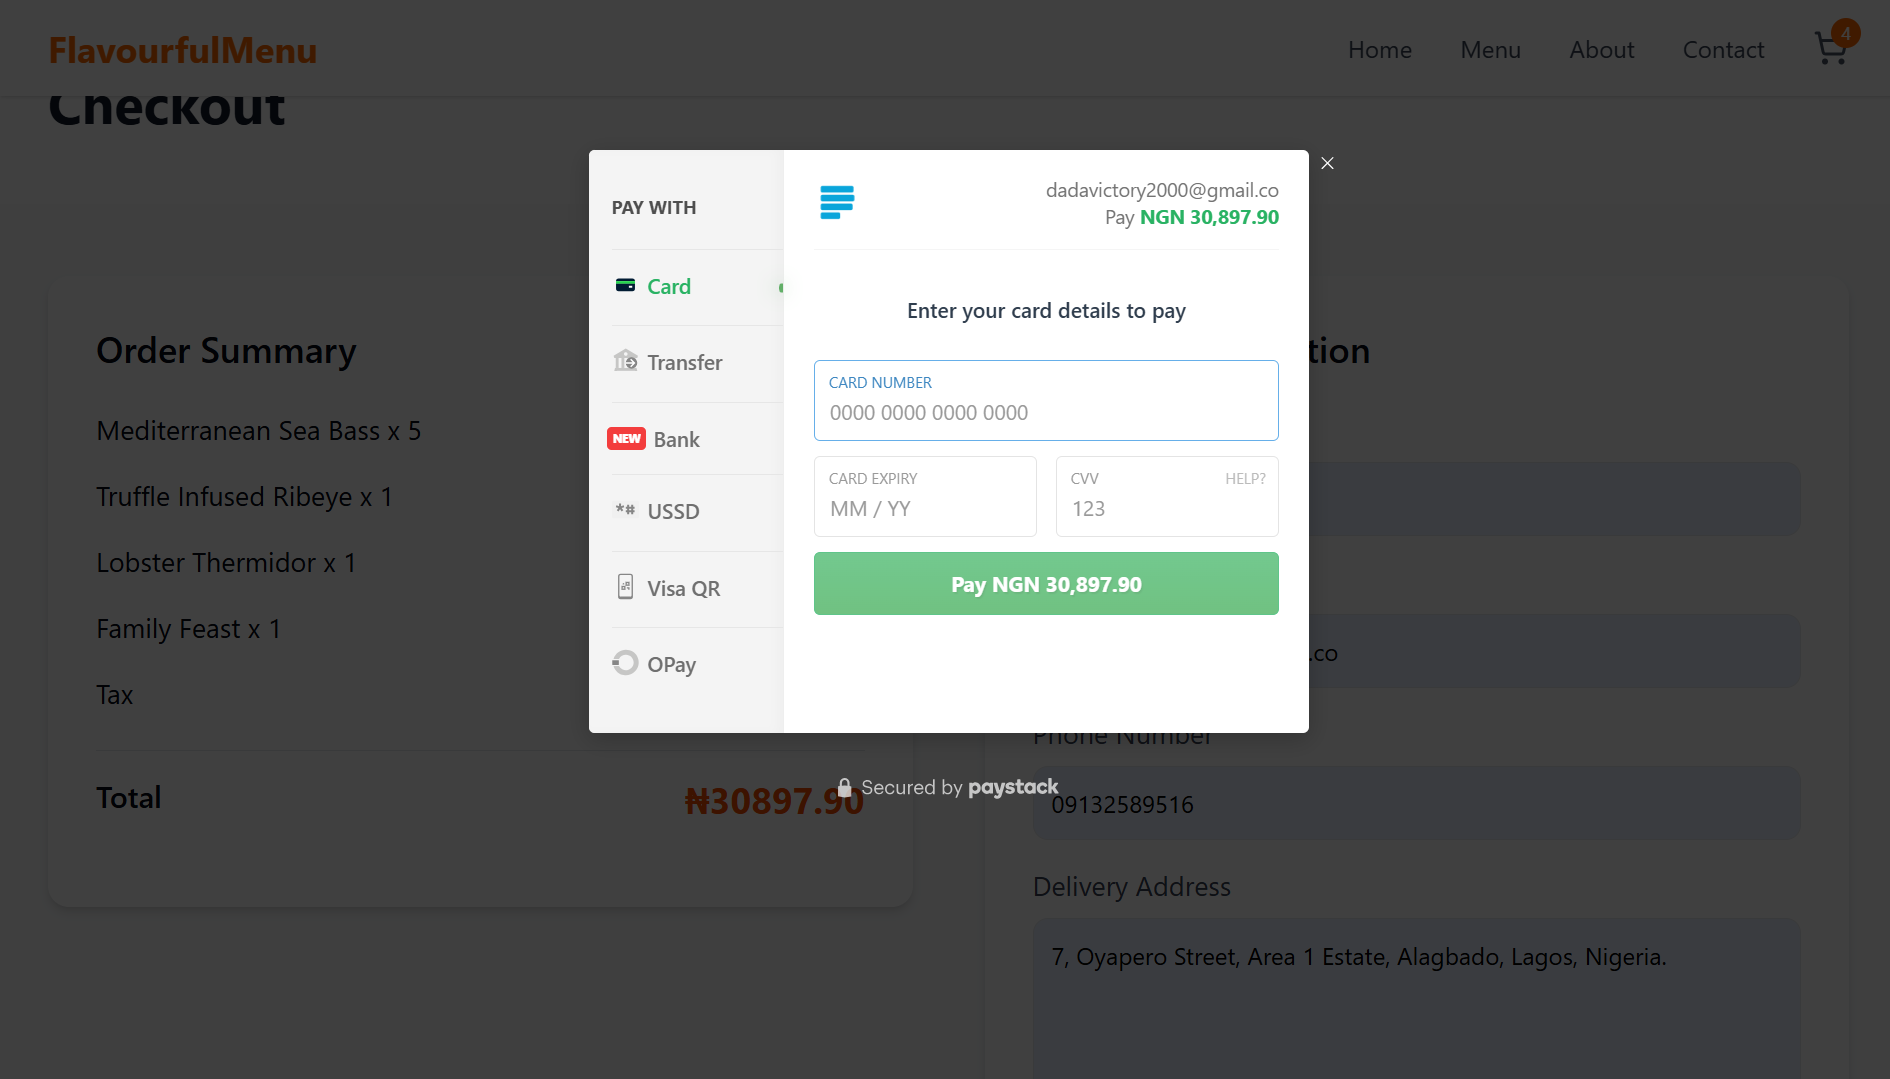 FlavourfulMenu
Home
Menu
About
Contact
4
Checkout
PAY WITH
Card
Transfer
NEW Bank
*# USSD
Visa QR
OPay
dadavictory2000@gmail.co
Pay NGN 30,897.90
Enter your card details to pay
CARD NUMBER
0000 0000 0000 0000
CARD EXPIRY
MM / YY
CVV
HELP?
123
Pay NGN 30,897.90
Secured by paystack
Order Summary
Mediterranean Sea Bass x 5
Truffle Infused Ribeye x 1
Lobster Thermidor x 1
Family Feast x 1
Tax
Total
₦30897.90
tion
.co
Phone Number
09132589516
Delivery Address
7, Oyapero Street, Area 1 Estate, Alagbado, Lagos, Nigeria.